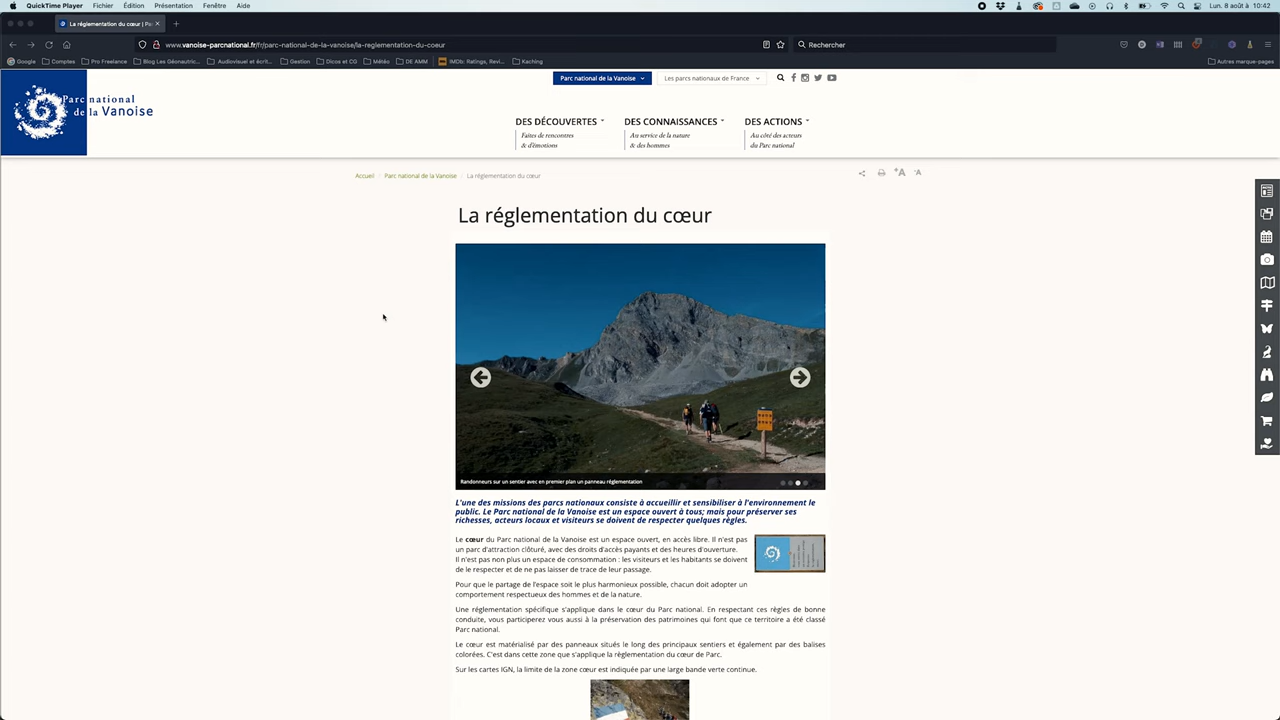 QuickTime Player Fichier Édition Présentation Fenêtre Aide Lun. 8 août à 10:42
La réglementation du cœur | Pa
www.vanoise-parcnational.fr/fr/parc-national-de-la-vanoise/la-reglementation-du-coeur Rechercher
Google Comptes Pro Freelance Blog Les Géonautric... Audiovisuel et écrit... Gestion Dicos et CG Météo DE AMM IMDb: Ratings, Revi... Kaching Autres marque-pages
Parc national de la Vanoise Les parcs nationaux de France
Parc national
de la Vanoise
DES DÉCOUVERTES DES CONNAISSANCES DES ACTIONS
Faites de rencontres Au service de la nature Au côté des acteurs
& d'émotions & des hommes du Parc national
Accueil / Parc national de la Vanoise / La réglementation du cœur
+A -A
La réglementation du cœur
Randonneurs sur un sentier avec en premier plan un panneau réglementation
L'une des missions des parcs nationaux consiste à accueillir et sensibiliser à l'environnement le
public. Le Parc national de la Vanoise est un espace ouvert à tous; mais pour préserver ses
richesses, acteurs locaux et visiteurs se doivent de respecter quelques règles.
Le cœur du Parc national de la Vanoise est un espace ouvert, en accès libre. Il n'est pas
un parc d'attraction clôturé, avec des droits d'accès payants et des heures d'ouverture.
Il n'est pas non plus un espace de consommation : les visiteurs et les habitants se doivent
de le respecter et de ne pas laisser de trace de leur passage.
Pour que le partage de l'espace soit le plus harmonieux possible, chacun doit adopter un
comportement respectueux des hommes et de la nature.
Une réglementation spécifique s'applique dans le cœur du Parc national. En respectant ces règles de bonne
conduite, vous participerez vous aussi à la préservation des patrimoines qui font que ce territoire a été classé
Parc national.
Le cœur est matérialisé par des panneaux situés le long des principaux sentiers et également par des balises
colorées. C'est dans cette zone que s'applique la réglementation du cœur de Parc.
Sur les cartes IGN, la limite de la zone cœur est indiquée par une large bande verte continue.